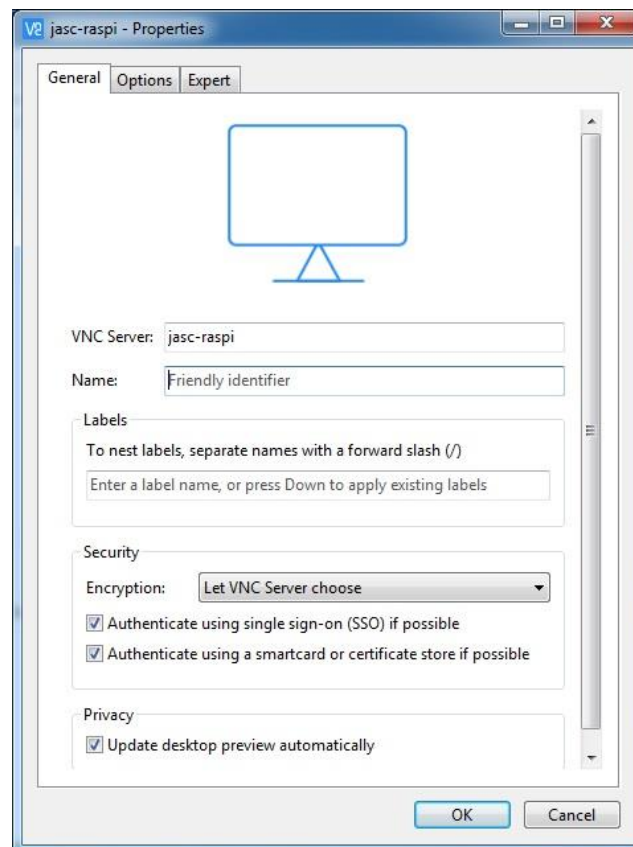 jasc-raspi - Properties
General Options Expert
VNC Server: jasc-raspi
Name: Friendly identifier
Labels
To nest labels, separate names with a forward slash (/)
Enter a label name, or press Down to apply existing labels
Security
Encryption: Let VNC Server choose
Authenticate using single sign-on (SSO) if possible
Authenticate using a smartcard or certificate store if possible
Privacy
Update desktop preview automatically
OK Cancel